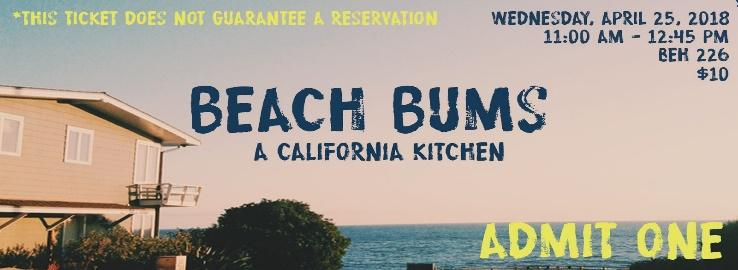 *THIS TICKET DOES NOT GUARANTEE A RESERVATION
WEDNESDAY, APRIL 25, 2018
11:00 AM - 12:45 PM
BEH 226
$10
BEACH BUMS
A CALIFORNIA KITCHEN
ADMIT ONE